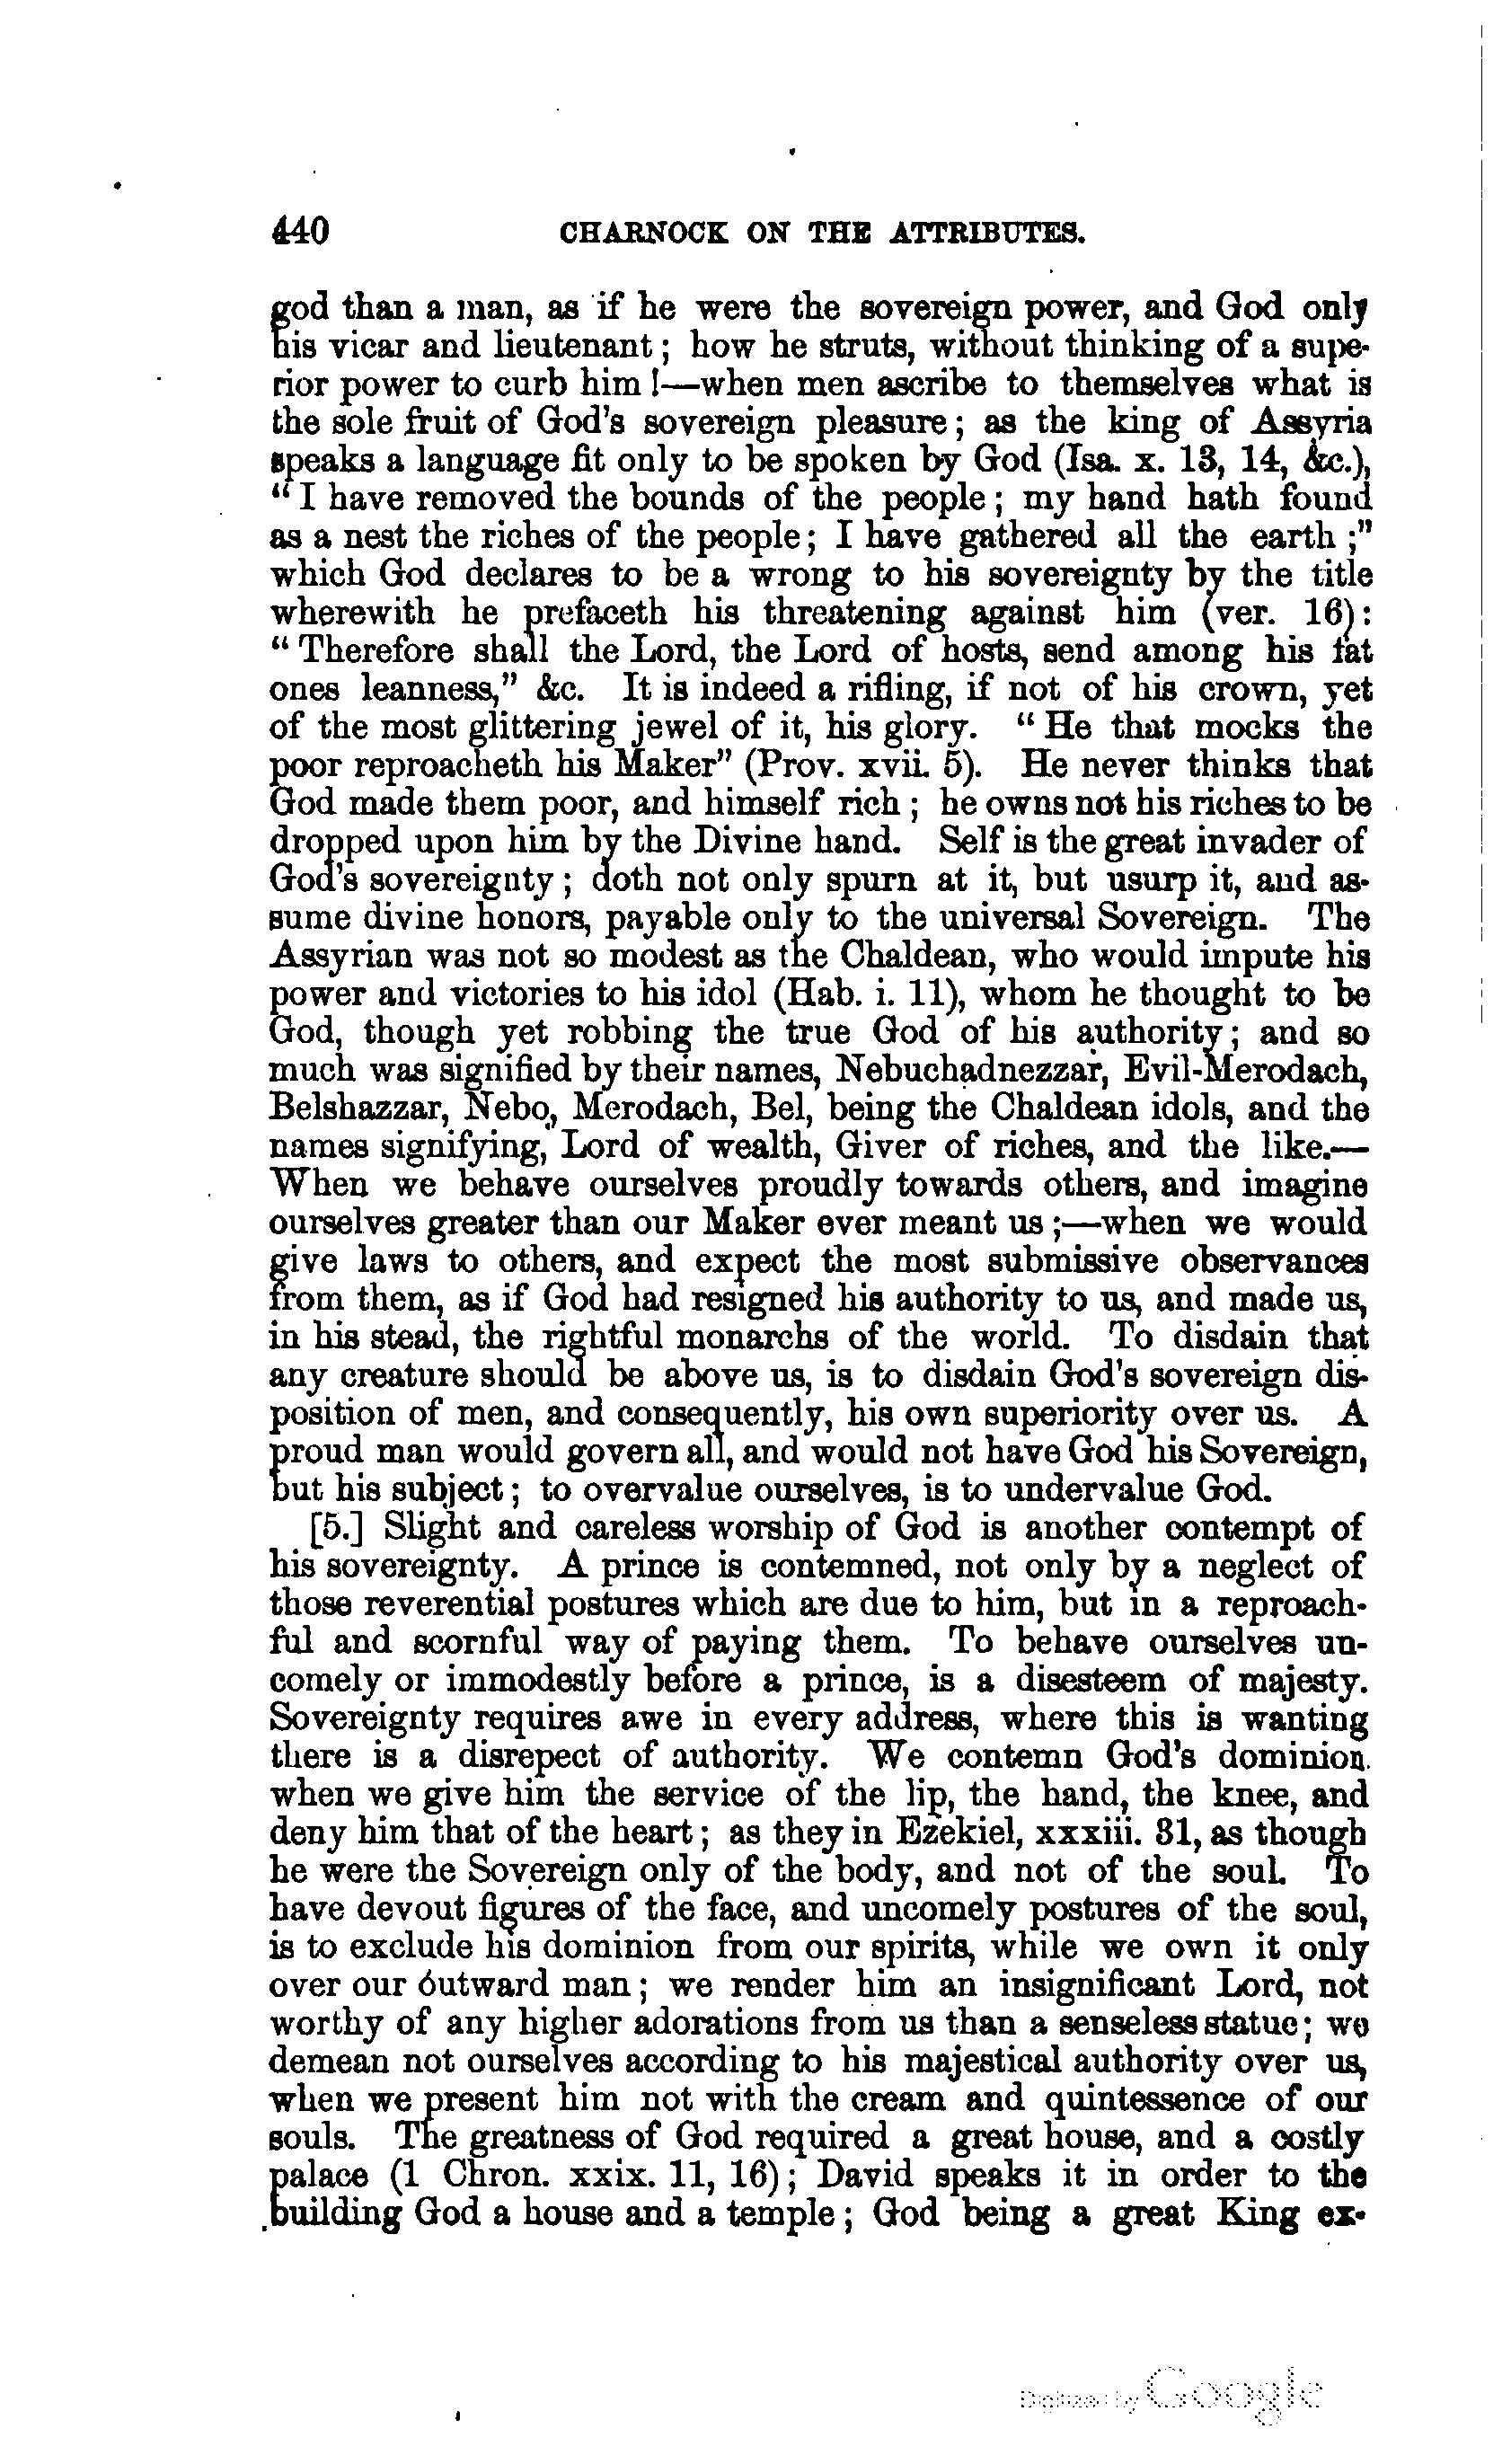 440 CHARNOCK ON THE ATTRIBUTES.
god than a man, as if he were the sovereign power, and God only
his vicar and lieutenant; how he struts, without thinking of a supe-
rior power to curb him!—when men ascribe to themselves what is
the sole fruit of God's sovereign pleasure; as the king of Assyria
speaks a language fit only to be spoken by God (Isa. x. 13, 14, &c.),
"I have removed the bounds of the people; my hand hath found
as a nest the riches of the people; I have gathered all the earth;"
which God declares to be a wrong to his sovereignty by the title
wherewith he prefaceth his threatening against him (ver. 16):
"Therefore shall the Lord, the Lord of hosts, send among his fat
ones leanness," &c. It is indeed a rifling, if not of his crown, yet
of the most glittering jewel of it, his glory. "He that mocks the
poor reproacheth his Maker" (Prov. xvii. 5). He never thinks that
God made them poor, and himself rich; he owns not his riches to be
dropped upon him by the Divine hand. Self is the great invader of
God's sovereignty; doth not only spurn at it, but usurp it, and as-
sume divine honors, payable only to the universal Sovereign. The
Assyrian was not so modest as the Chaldean, who would impute his
power and victories to his idol (Hab. i. 11), whom he thought to be
God, though yet robbing the true God of his authority; and so
much was signified by their names, Nebuchadnezzar, Evil-Merodach,
Belshazzar, Nebo, Merodach, Bel, being the Chaldean idols, and the
names signifying, Lord of wealth, Giver of riches, and the like.—
When we behave ourselves proudly towards others, and imagine
ourselves greater than our Maker ever meant us;—when we would
give laws to others, and expect the most submissive observances
from them, as if God had resigned his authority to us, and made us,
in his stead, the rightful monarchs of the world. To disdain that
any creature should be above us, is to disdain God's sovereign dis-
position of men, and consequently, his own superiority over us. A
proud man would govern all, and would not have God his Sovereign,
but his subject; to overvalue ourselves, is to undervalue God.
[5.] Slight and careless worship of God is another contempt of
his sovereignty. A prince is contemned, not only by a neglect of
those reverential postures which are due to him, but in a reproach-
ful and scornful way of paying them. To behave ourselves un-
comely or immodestly before a prince, is a disesteem of majesty.
Sovereignty requires awe in every address, where this is wanting
there is a disrepect of authority. We contemn God's dominion
when we give him the service of the lip, the hand, the knee, and
deny him that of the heart; as they in Ezekiel, xxxiii. 31, as though
he were the Sovereign only of the body, and not of the soul. To
have devout figures of the face, and uncomely postures of the soul,
is to exclude his dominion from our spirits, while we own it only
over our outward man; we render him an insignificant Lord, not
worthy of any higher adorations from us than a senseless statue; we
demean not ourselves according to his majestical authority over us,
when we present him not with the cream and quintessence of our
souls. The greatness of God required a great house, and a costly
palace (1 Chron. xxix. 11, 16); David speaks it in order to the
building God a house and a temple; God being a great King ex-
Digitized by Google